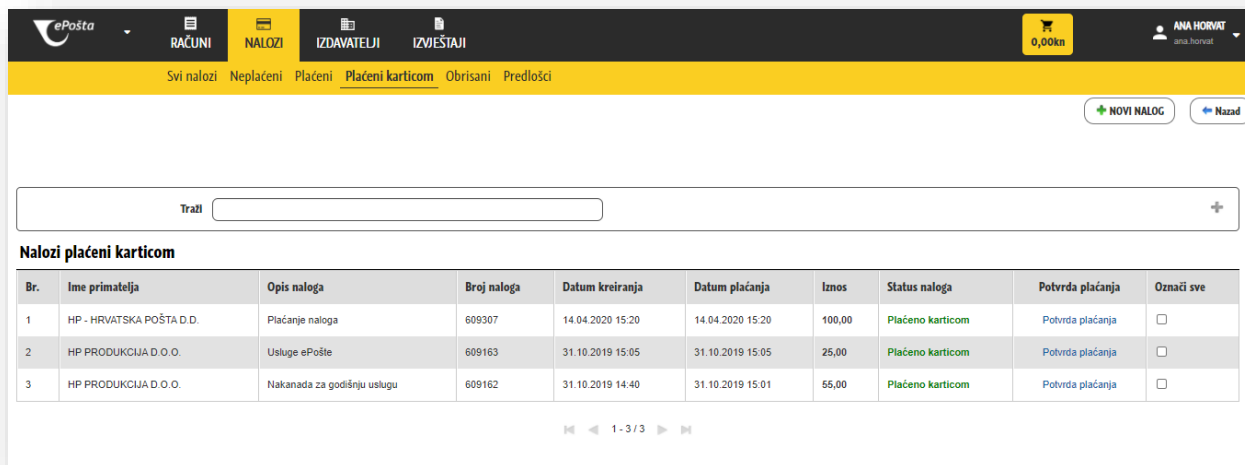 ePošta
RAČUNI NALOZI IZDAVATELJI IZVJEŠTAJI
0,00kn
ANA HORVAT
ana.horvat
Svi nalozi Neplaćeni Plaćeni Plaćeni karticom Obrisani Predlošci
NOVI NALOG Nazad
Traži
Nalozi plaćeni karticom
Br. Ime primatelja Opis naloga Broj naloga Datum kreiranja Datum plaćanja Iznos Status naloga Potvrda plaćanja Označi sve
1 HP - HRVATSKA POŠTA D.D. Plaćanje naloga 609307 14.04.2020 15:20 14.04.2020 15:20 100,00 Plaćeno karticom Potvrda plaćanja
2 HP PRODUKCIJA D.O.O. Usluge ePošte 609163 31.10.2019 15:05 31.10.2019 15:05 25,00 Plaćeno karticom Potvrda plaćanja
3 HP PRODUKCIJA D.O.O. Nakanada za godišnju uslugu 609162 31.10.2019 14:40 31.10.2019 15:01 55,00 Plaćeno karticom Potvrda plaćanja
1 - 3 / 3